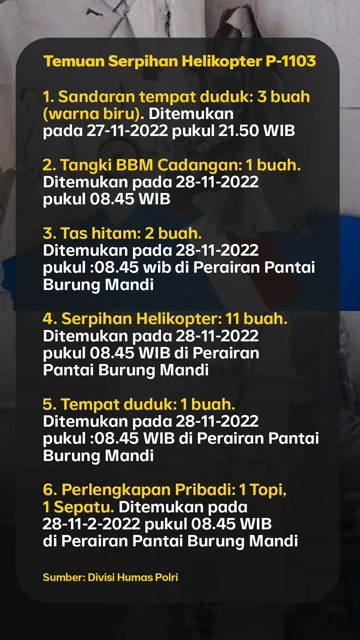 Temuan Serpihan Helikopter P-1103
1. Sandaran tempat duduk: 3 buah
(warna biru). Ditemukan
pada 27-11-2022 pukul 21.50 WIB
2. Tangki BBM Cadangan: 1 buah.
Ditemukan pada 28-11-2022
pukul 08.45 WIB
3. Tas hitam: 2 buah.
Ditemukan pada 28-11-2022
pukul :08.45 wib di Perairan Pantai
Burung Mandi
4. Serpihan Helikopter: 11 buah.
Ditemukan pada 28-11-2022
pukul 08.45 WIB di Perairan
Pantai Burung Mandi
5. Tempat duduk: 1 buah.
Ditemukan pada 28-11-2022
pukul :08.45 WIB di Perairan Pantai
Burung Mandi
6. Perlengkapan Pribadi: 1 Topi,
1 Sepatu. Ditemukan pada
28-11-2-2022 pukul 08.45 WIB
di Perairan Pantai Burung Mandi
Sumber: Divisi Humas Polri